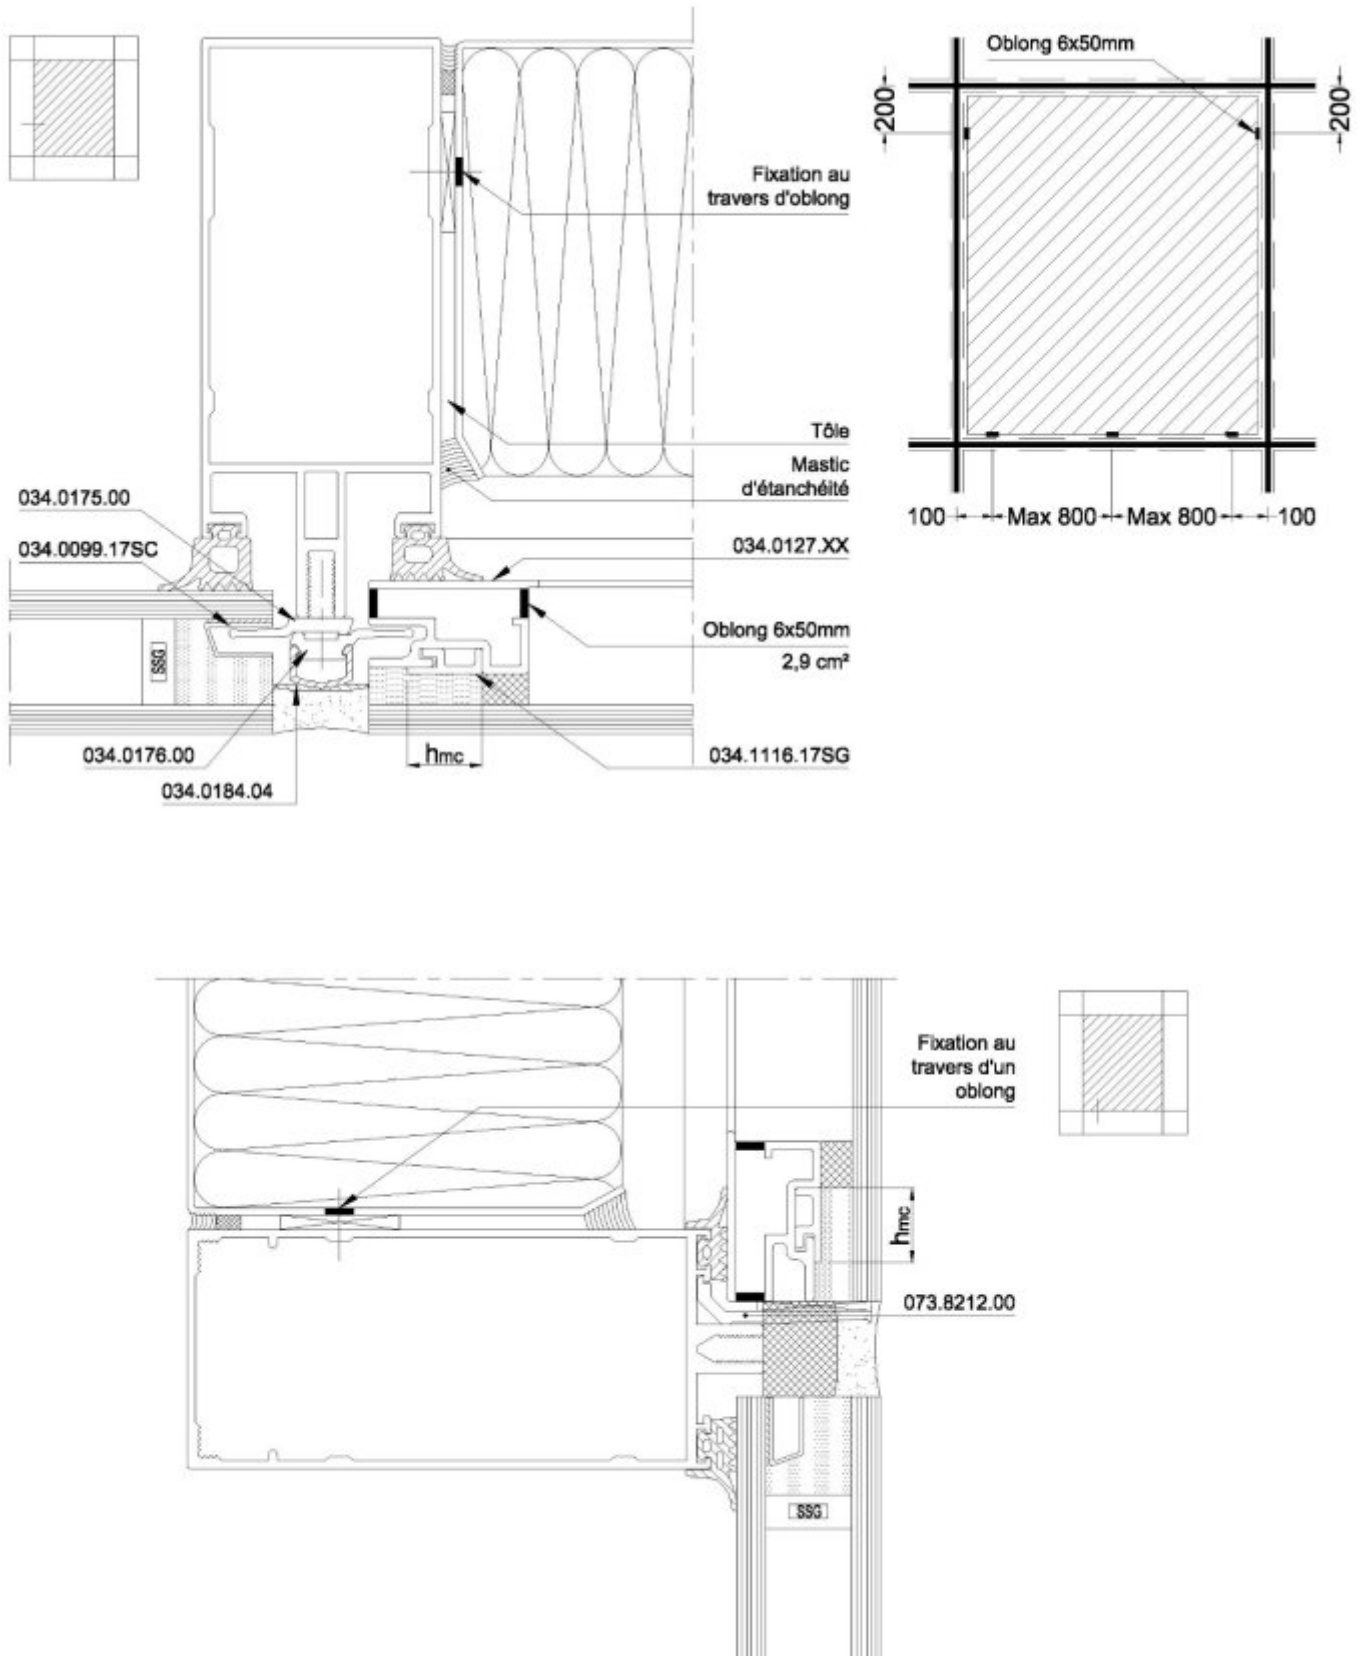 Oblong 6x50mm
200
200
Fixation au
travers d'oblong
Tôle
Mastic
d'étanchéité
034.0175.00
034.0099.17SC
034.0127.XX
100
Max 800
Max 800
100
Oblong 6x50mm
2,9 cm²
SSG
034.0176.00
hmc
034.1116.17SG
034.0184.04
Fixation au
travers d'un
oblong
hmc
073.8212.00
SSG